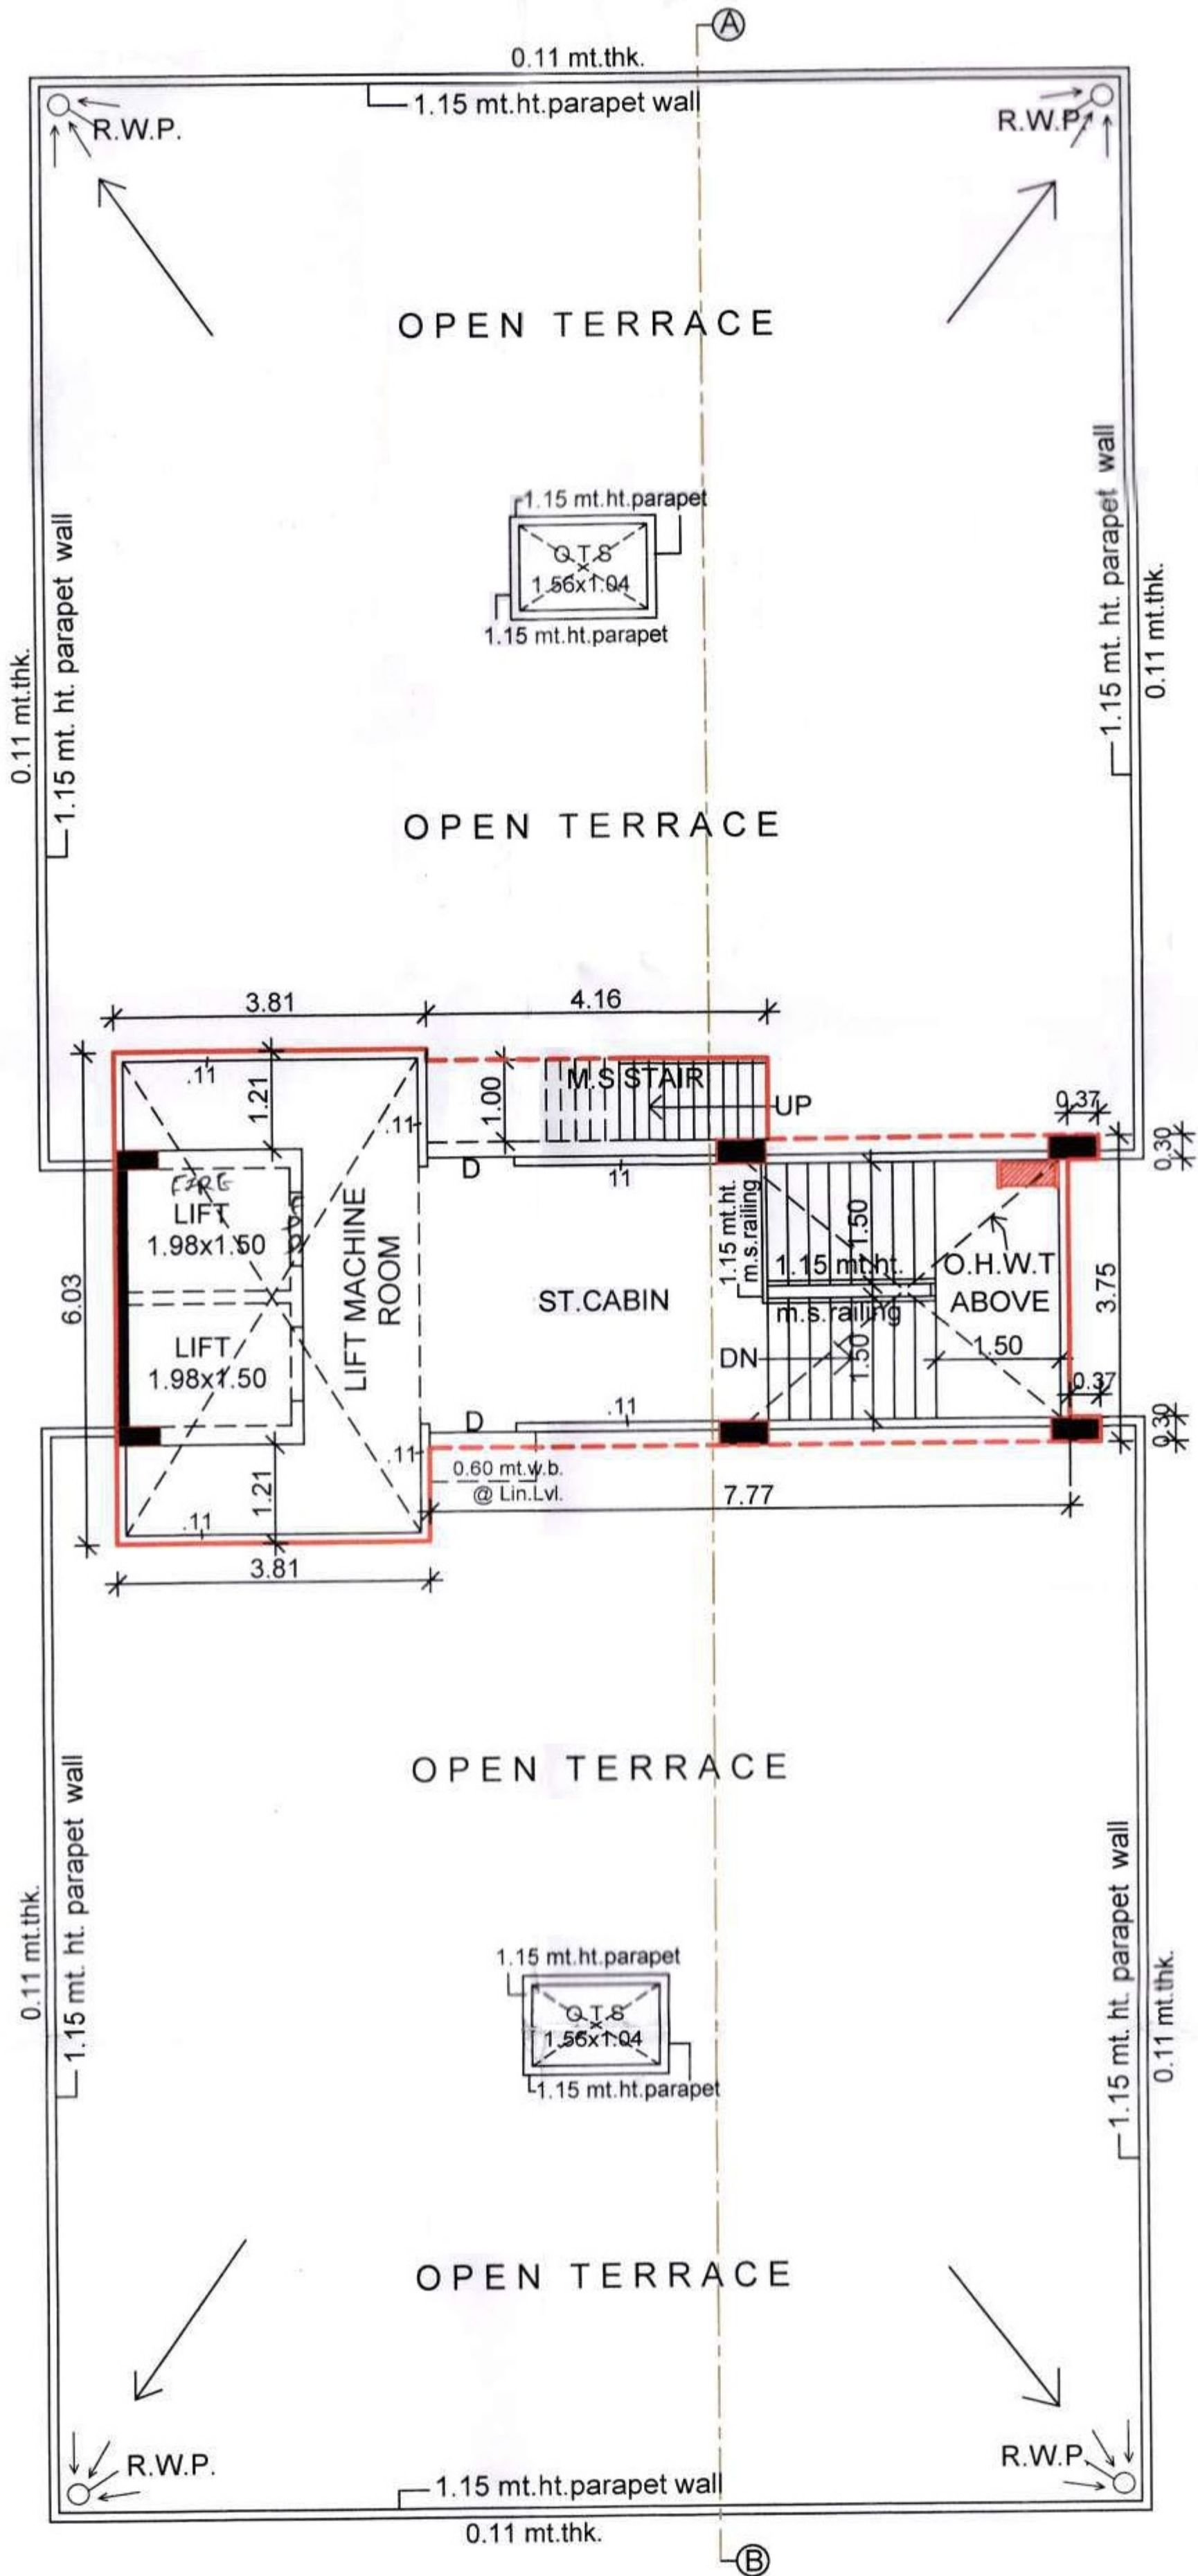 A
0.11 mt.thk.
1.15 mt.ht.parapet wall
R.W.P.
R.W.P.
OPEN TERRACE
1.15 mt. ht. parapet wall
0.11 mt.thk.
1.15 mt. ht. parapet wall
0.11 mt.thk.
1.15 mt.ht.parapet
O.T.S
1.56x1.04
1.15 mt.ht.parapet
OPEN TERRACE
3.81
4.16
.11
1.21
1.00
M.S STAIR
UP
0.37
0.30
.11
D
11
FIRE
LIFT
1.98x1.50
LIFT MACHINE
ROOM
6.03
ST.CABIN
1.15 mt.ht.
m.s.railing
1.50
1.15 mt.ht.
m.s.railing
O.H.W.T
ABOVE
3.75
LIFT
1.98x1.50
DN
1.50
1.50
0.37
0.30
D
.11
.11
0.60 mt.w.b.
@ Lin.Lvl.
7.77
1.21
.11
3.81
OPEN TERRACE
1.15 mt. ht. parapet wall
0.11 mt.thk.
1.15 mt. ht. parapet wall
0.11 mt.thk.
1.15 mt.ht.parapet
O.T.S
1.56x1.04
1.15 mt.ht.parapet
OPEN TERRACE
R.W.P.
R.W.P.
1.15 mt.ht.parapet wall
0.11 mt.thk.
B